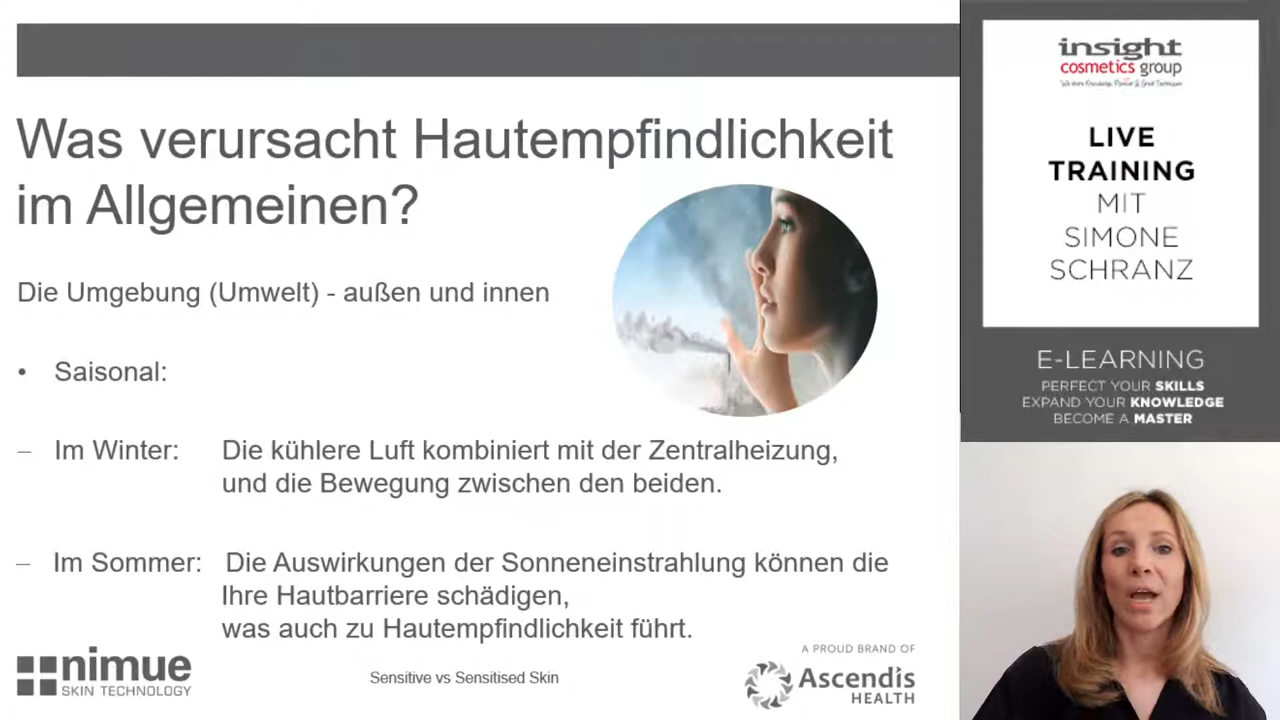 Was verursacht Hautempfindlichkeit
im Allgemeinen?
Die Umgebung (Umwelt) - außen und innen
• Saisonal:
– Im Winter: Die kühlere Luft kombiniert mit der Zentralheizung,
und die Bewegung zwischen den beiden.
– Im Sommer: Die Auswirkungen der Sonneneinstrahlung können die
Ihre Hautbarriere schädigen,
was auch zu Hautempfindlichkeit führt.
nimue
SKIN TECHNOLOGY
Sensitive vs Sensitised Skin
A PROUD BRAND OF
Ascendis
HEALTH
insight
cosmetics group
LIVE
TRAINING
MIT
SIMONE
SCHRANZ
E-LEARNING
PERFECT YOUR SKILLS
EXPAND YOUR KNOWLEDGE
BECOME A MASTER